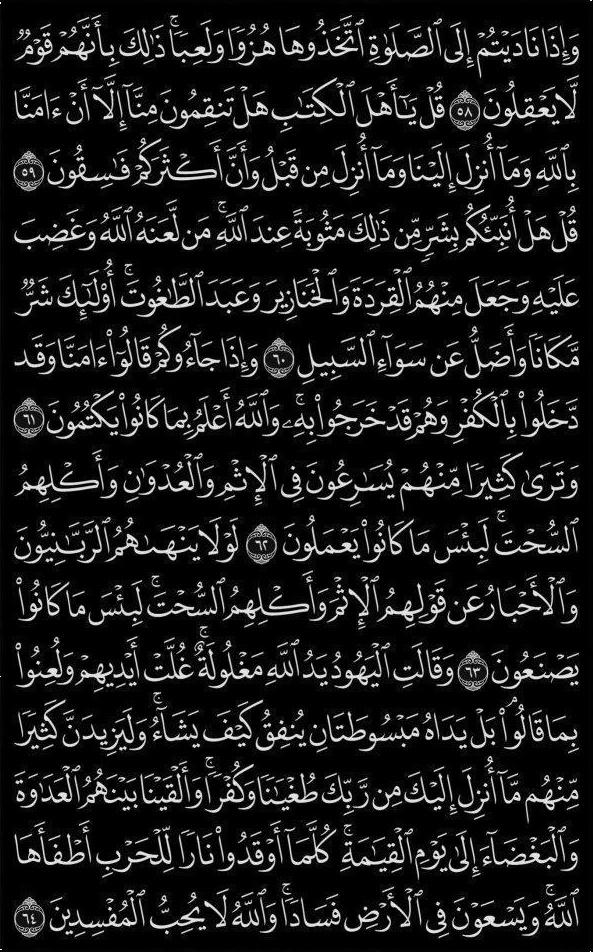 وَإِذَا نَادَيْتُمْ إِلَى ٱلصَّلَوٰةِ ٱتَّخَذُوهَا هُزُوًا وَلَعِبًا ۚ ذَٰلِكَ بِأَنَّهُمْ قَوْمٌ
لَّا يَعْقِلُونَ ٥٨ قُلْ يَٰٓأَهْلَ ٱلْكِتَٰبِ هَلْ تَنقِمُونَ مِنَّآ إِلَّآ أَنْ ءَامَنَّا
بِٱللَّهِ وَمَآ أُنزِلَ إِلَيْنَا وَمَآ أُنزِلَ مِن قَبْلُ وَأَنَّ أَكْثَرَكُمْ فَٰسِقُونَ ٥٩
قُلْ هَلْ أُنَبِّئُكُم بِشَرٍّ مِّن ذَٰلِكَ مَثُوبَةً عِندَ ٱللَّهِ ۚ مَن لَّعَنَهُ ٱللَّهُ وَغَضِبَ
عَلَيْهِ وَجَعَلَ مِنْهُمُ ٱلْقِرَدَةَ وَٱلْخَنَازِيرَ وَعَبَدَ ٱلطَّٰغُوتَ ۚ أُو۟لَٰٓئِكَ شَرٌّ
مَّكَانًا وَأَضَلُّ عَن سَوَآءِ ٱلسَّبِيلِ ٦٠ وَإِذَا جَآءُوكُمْ قَالُوٓا۟ ءَامَنَّا وَقَد
دَّخَلُوا۟ بِٱلْكُفْرِ وَهُمْ قَدْ خَرَجُوا۟ بِهِۦ ۚ وَٱللَّهُ أَعْلَمُ بِمَا كَانُوا۟ يَكْتُمُونَ ٦١
وَتَرَىٰ كَثِيرًا مِّنْهُمْ يُسَٰرِعُونَ فِى ٱلْإِثْمِ وَٱلْعُدْوَٰنِ وَأَكْلِهِمُ
ٱلسُّحْتَ ۚ لَبِئْسَ مَا كَانُوا۟ يَعْمَلُونَ ٦٢ لَوْلَا يَنْهَىٰهُمُ ٱلرَّبَّٰنِيُّونَ
وَٱلْأَحْبَارُ عَن قَوْلِهِمُ ٱلْإِثْمَ وَأَكْلِهِمُ ٱلسُّحْتَ ۚ لَبِئْسَ مَا كَانُوا۟
يَصْنَعُونَ ٦٣ وَقَالَتِ ٱلْيَهُودُ يَدُ ٱللَّهِ مَغْلُولَةٌ ۚ غُلَّتْ أَيْدِيهِمْ وَلُعِنُوا۟
بِمَا قَالُوا۟ ۘ بَلْ يَدَاهُ مَبْسُوطَتَانِ يُنفِقُ كَيْفَ يَشَآءُ ۚ وَلَيَزِيدَنَّ كَثِيرًا
مِّنْهُم مَّآ أُنزِلَ إِلَيْكَ مِن رَّبِّكَ طُغْيَٰنًا وَكُفْرًا ۚ وَأَلْقَيْنَا بَيْنَهُمُ ٱلْعَدَٰوَةَ
وَٱلْبَغْضَآءَ إِلَىٰ يَوْمِ ٱلْقِيَٰمَةِ ۚ كُلَّمَآ أَوْقَدُوا۟ نَارًا لِّلْحَرْبِ أَطْفَأَهَا
ٱللَّهُ ۚ وَيَسْعَوْنَ فِى ٱلْأَرْضِ فَسَادًا ۚ وَٱللَّهُ لَا يُحِبُّ ٱلْمُفْسِدِينَ ٦٤